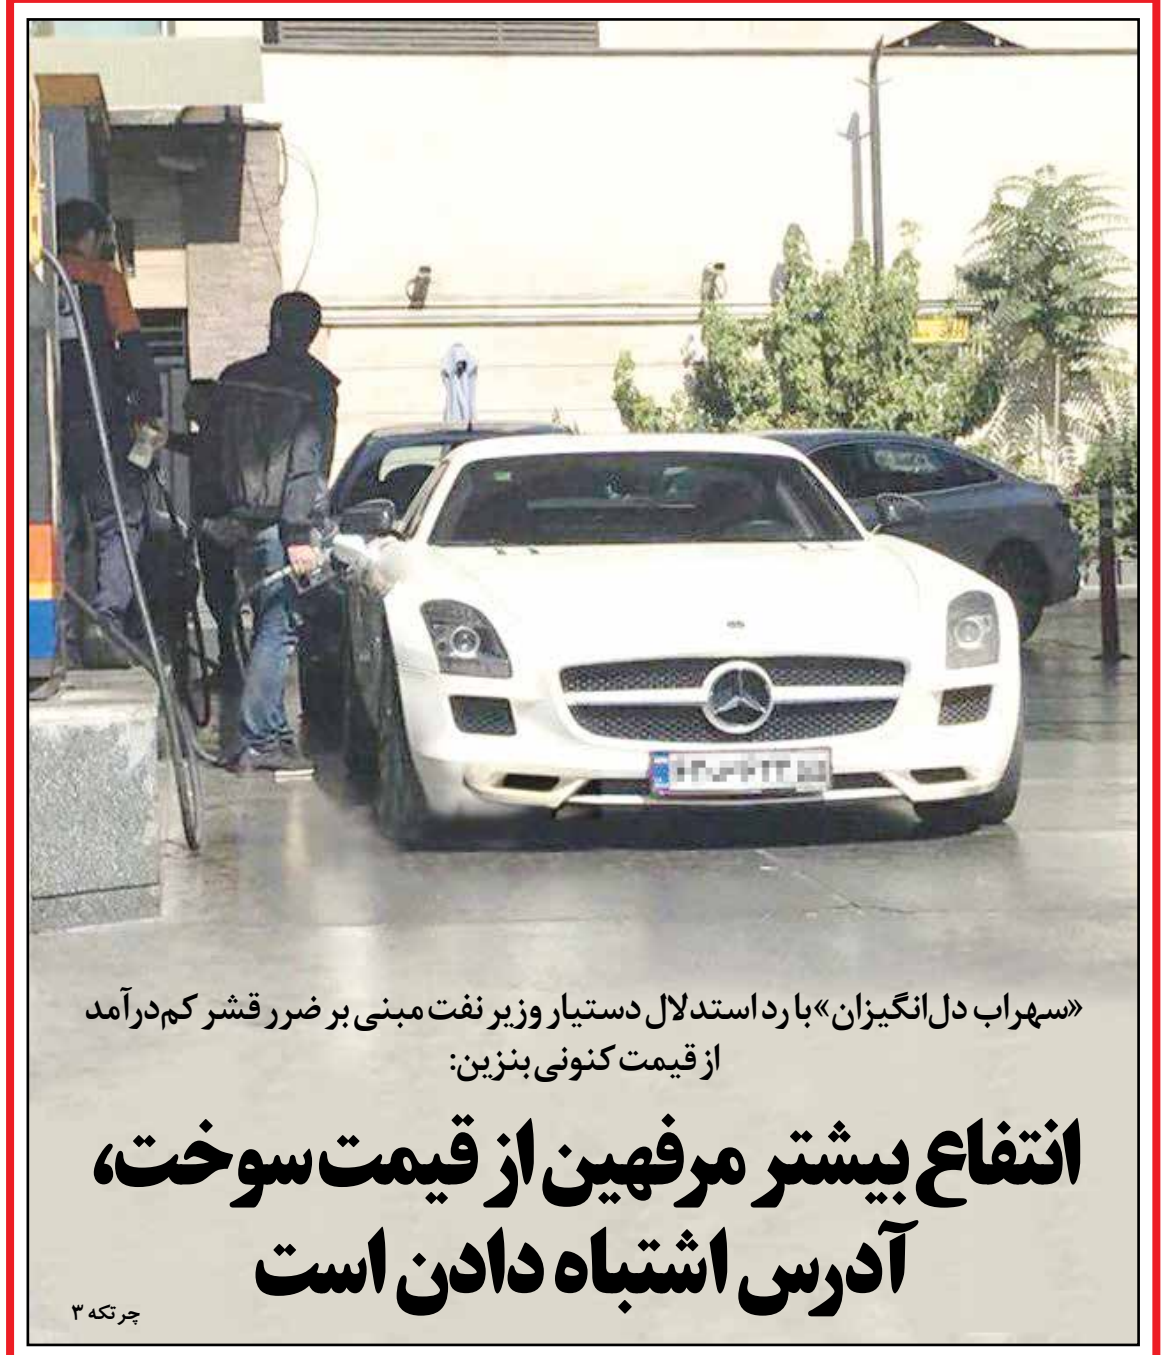 «سهراب دل‌انگیزان» با رد استدلال دستیار وزیر نفت مبنی بر ضرر قشر کم‌درآمد
از قیمت کنونی بنزین:
انتفاع بیشتر مرفهین از قیمت سوخت،
آدرس اشتباه دادن است
چرتکه ۳